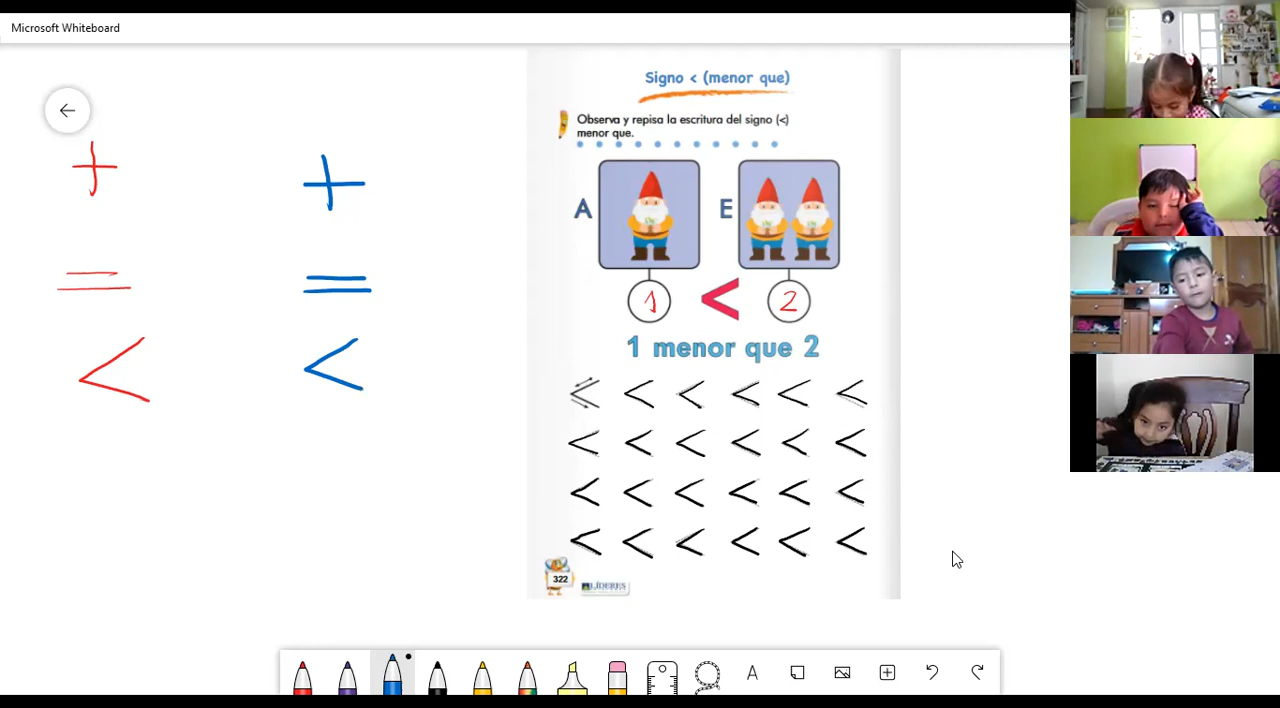 Microsoft Whiteboard
Signo < (menor que)
Observa y repisa la escritura del signo (<)
menor que.
A E
1 < 2
1 menor que 2
+ +
= =
< <
< < < < < <
< < < < < <
< < < < < <
< < < < < <
322
LÍDERES
A